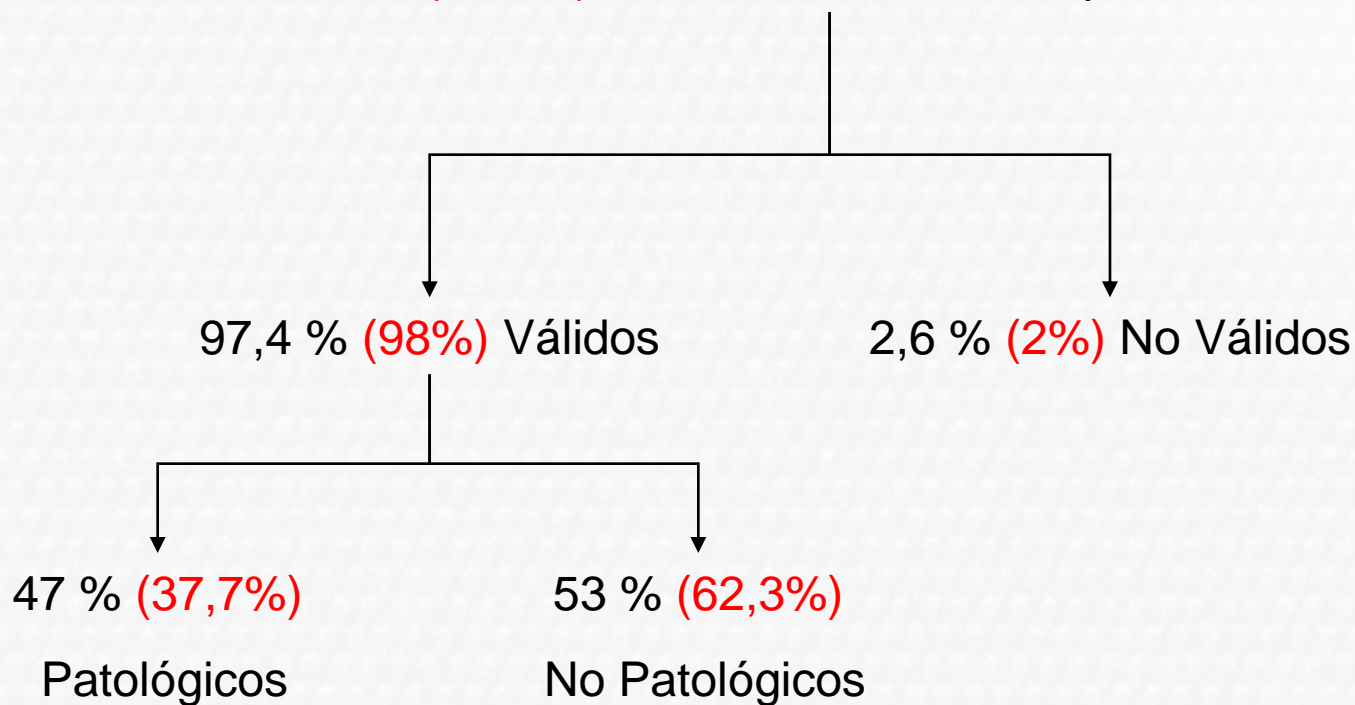 97,4 % (98%) Válidos
2,6 % (2%) No Válidos
47 % (37,7%)
53 % (62,3%)
Patológicos
No Patológicos